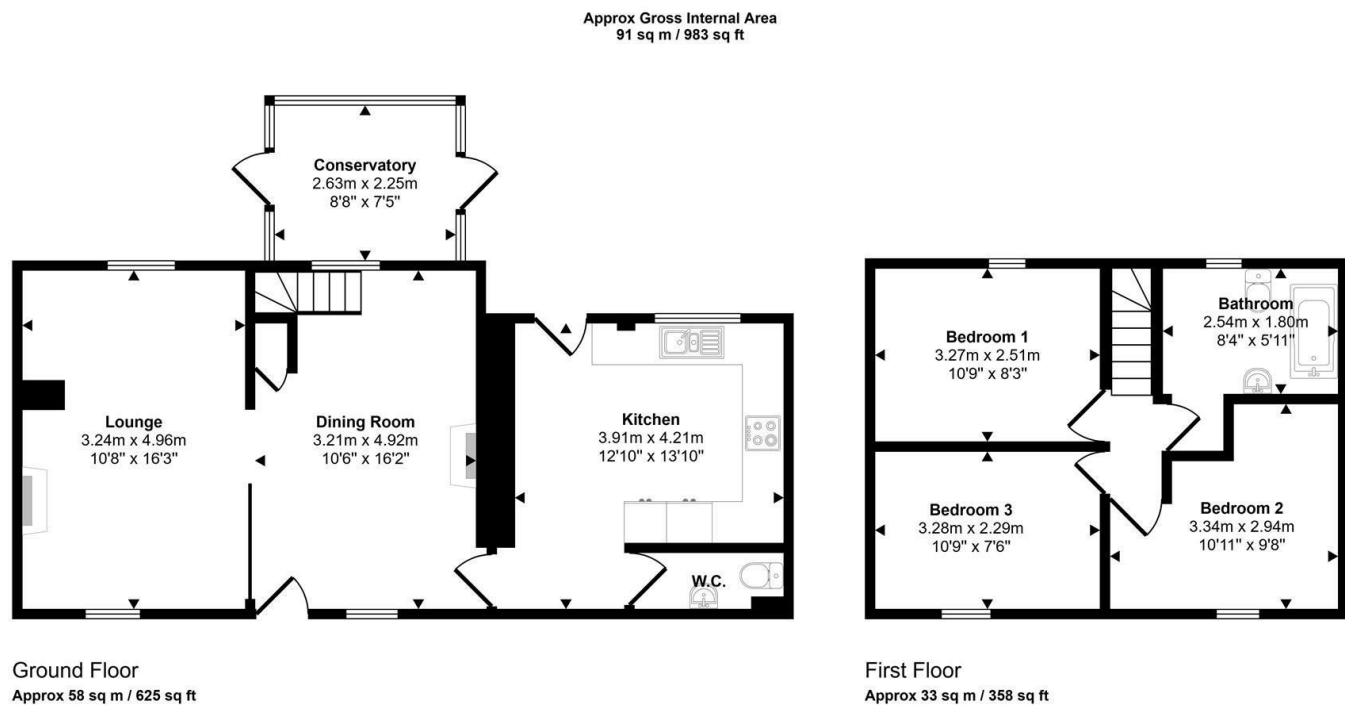 Approx Gross Internal Area
91 sq m / 983 sq ft
Conservatory
2.63m x 2.25m
8'8" x 7'5"
Lounge
3.24m x 4.96m
10'8" x 16'3"
Dining Room
3.21m x 4.92m
10'6" x 16'2"
Kitchen
3.91m x 4.21m
12'10" x 13'10"
W.C.
Ground Floor
Approx 58 sq m / 625 sq ft
Bedroom 1
3.27m x 2.51m
10'9" x 8'3"
Bathroom
2.54m x 1.80m
8'4" x 5'11"
Bedroom 3
3.28m x 2.29m
10'9" x 7'6"
Bedroom 2
3.34m x 2.94m
10'11" x 9'8"
First Floor
Approx 33 sq m / 358 sq ft